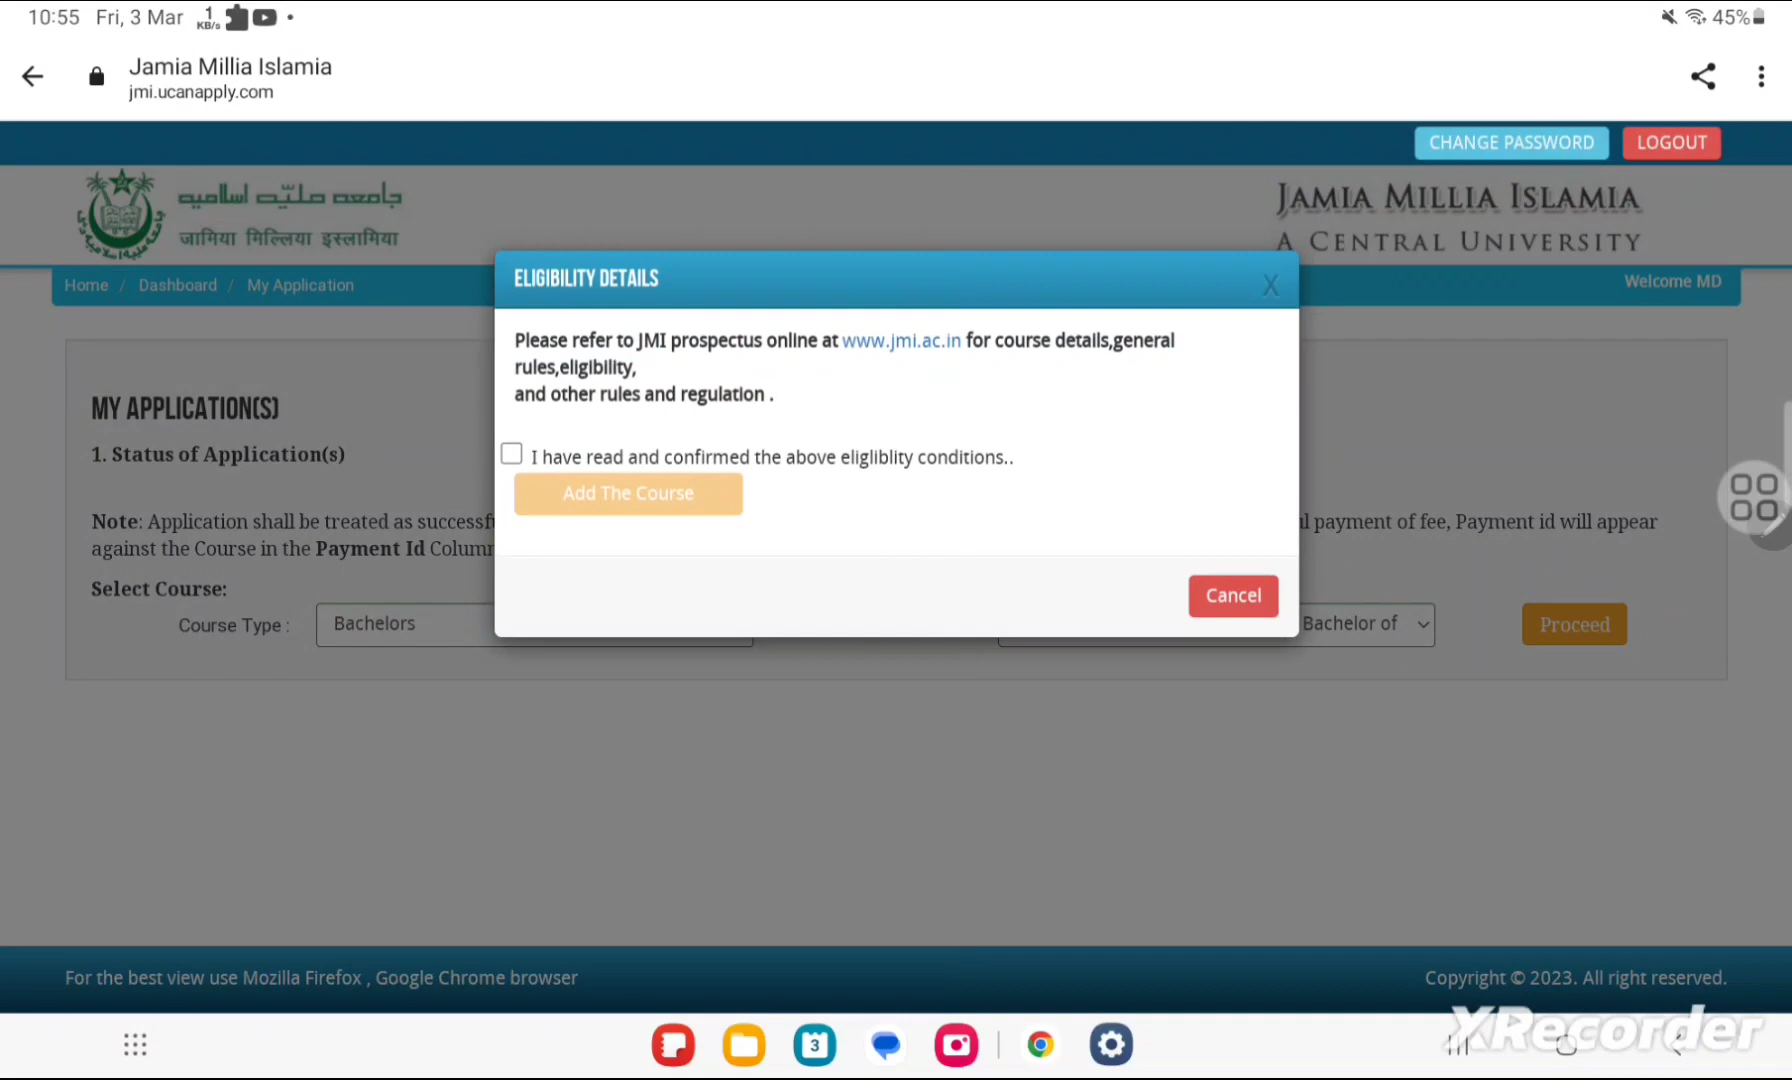 10:55 Fri, 3 Mar 1 KB/s 45%
Jamia Millia Islamia
jmi.ucanapply.com
CHANGE PASSWORD LOGOUT
جامعہ ملیّہ اسلامیہ
जामिया मिल्लिया इस्लामिया
JAMIA MILLIA ISLAMIA
A CENTRAL UNIVERSITY
Home / Dashboard / My Application
Welcome MD
ELIGIBILITY DETAILS X
Please refer to JMI prospectus online at www.jmi.ac.in for course details,general
rules,eligibility,
and other rules and regulation .
I have read and confirmed the above eligliblity conditions..
Add The Course
Cancel
MY APPLICATION(S)
1. Status of Application(s)
Note: Application shall be treated as successf l payment of fee, Payment id will appear
against the Course in the Payment Id Column
Select Course:
Course Type : Bachelors Bachelor of Proceed
For the best view use Mozilla Firefox , Google Chrome browser
Copyright © 2023. All right reserved.
3
XRecorder